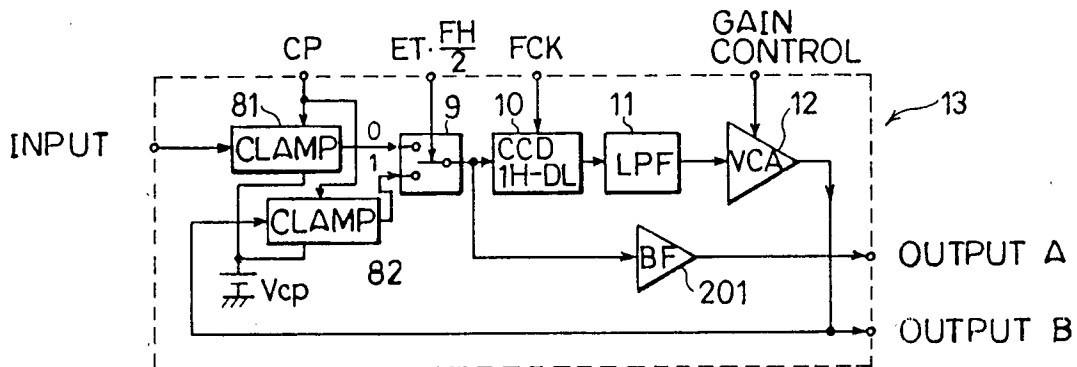 GAIN
CONTROL
CP
ET·FH/2
FCK
81
9
10
11
12
13
INPUT
CLAMP
0
1
CCD
1H-DL
LPF
VCA
CLAMP
82
Vcp
BF
201
OUTPUT A
OUTPUT B